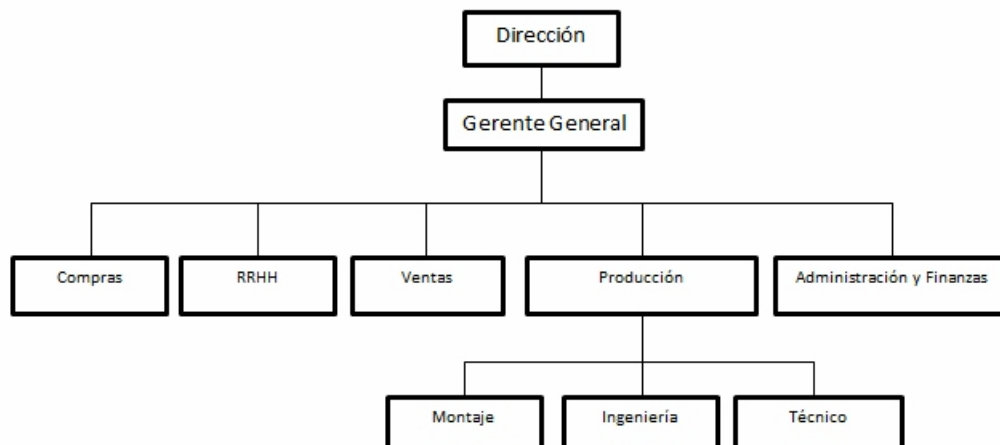 Dirección
Gerente General
Compras
RRHH
Ventas
Producción
Administración y Finanzas
Montaje
Ingeniería
Técnico